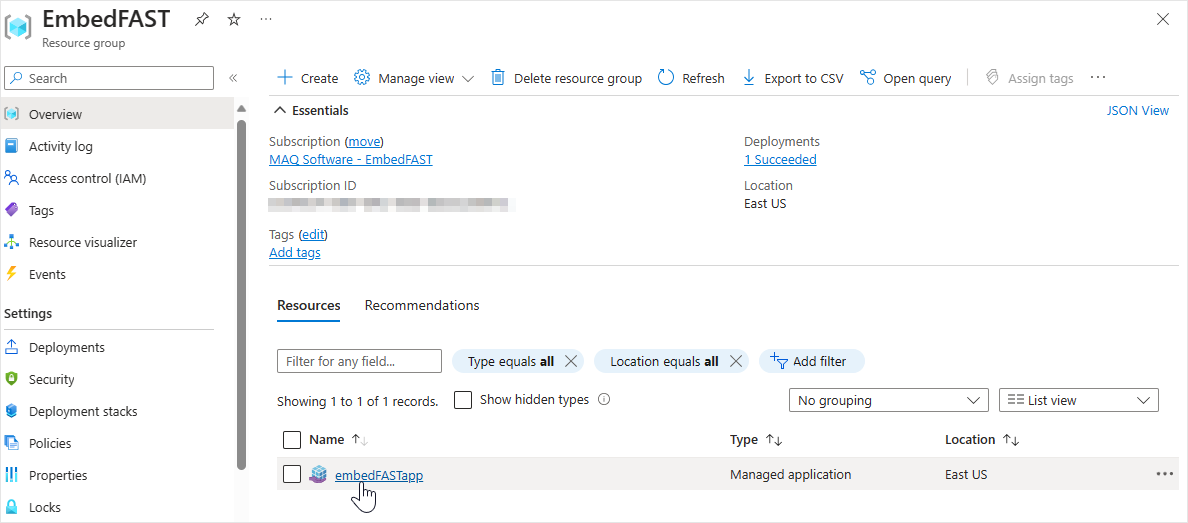 EmbedFAST
Resource group
Search
Overview
Activity log
Access control (IAM)
Tags
Resource visualizer
Events
Settings
Deployments
Security
Deployment stacks
Policies
Properties
Locks
Create Manage view Delete resource group Refresh Export to CSV Open query Assign tags
Essentials JSON View
Subscription (move)
MAQ Software - EmbedFAST
Subscription ID
Tags (edit)
Add tags
Deployments
1 Succeeded
Location
East US
Resources Recommendations
Filter for any field... Type equals all Location equals all Add filter
Showing 1 to 1 of 1 records. Show hidden types No grouping List view
Name Type Location
embedFASTapp Managed application East US